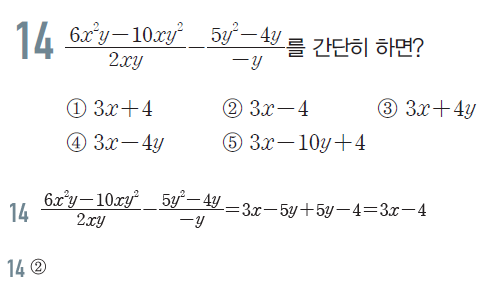 14 (6x²y－10xy²)/(2xy) － (5y²－4y)/(－y)를 간단히 하면?
① 3x＋4 ② 3x－4 ③ 3x＋4y
④ 3x－4y ⑤ 3x－10y＋4
14 (6x²y－10xy²)/(2xy) － (5y²－4y)/(－y)＝3x－5y＋5y－4＝3x－4
14 ②